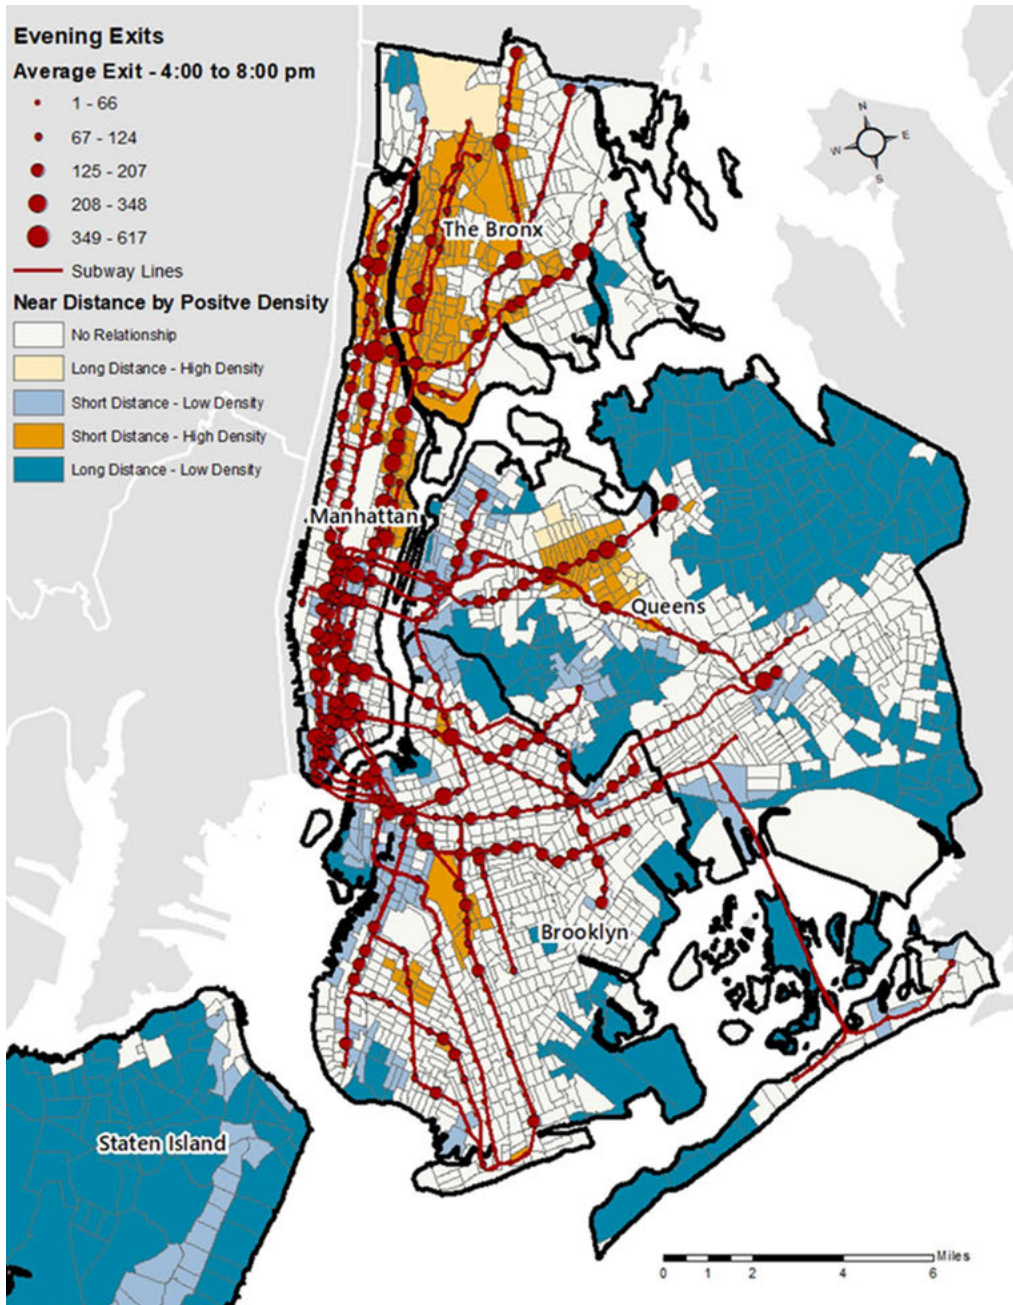 Evening Exits
Average Exit - 4:00 to 8:00 pm
1 - 66
67 - 124
125 - 207
208 - 348
349 - 617
Subway Lines
Near Distance by Positve Density
No Relationship
Long Distance - High Density
Short Distance - Low Density
Short Distance - High Density
Long Distance - Low Density
N
W
E
S
The Bronx
Manhattan
Queens
Brooklyn
Staten Island
Miles
0 1 2 4 6